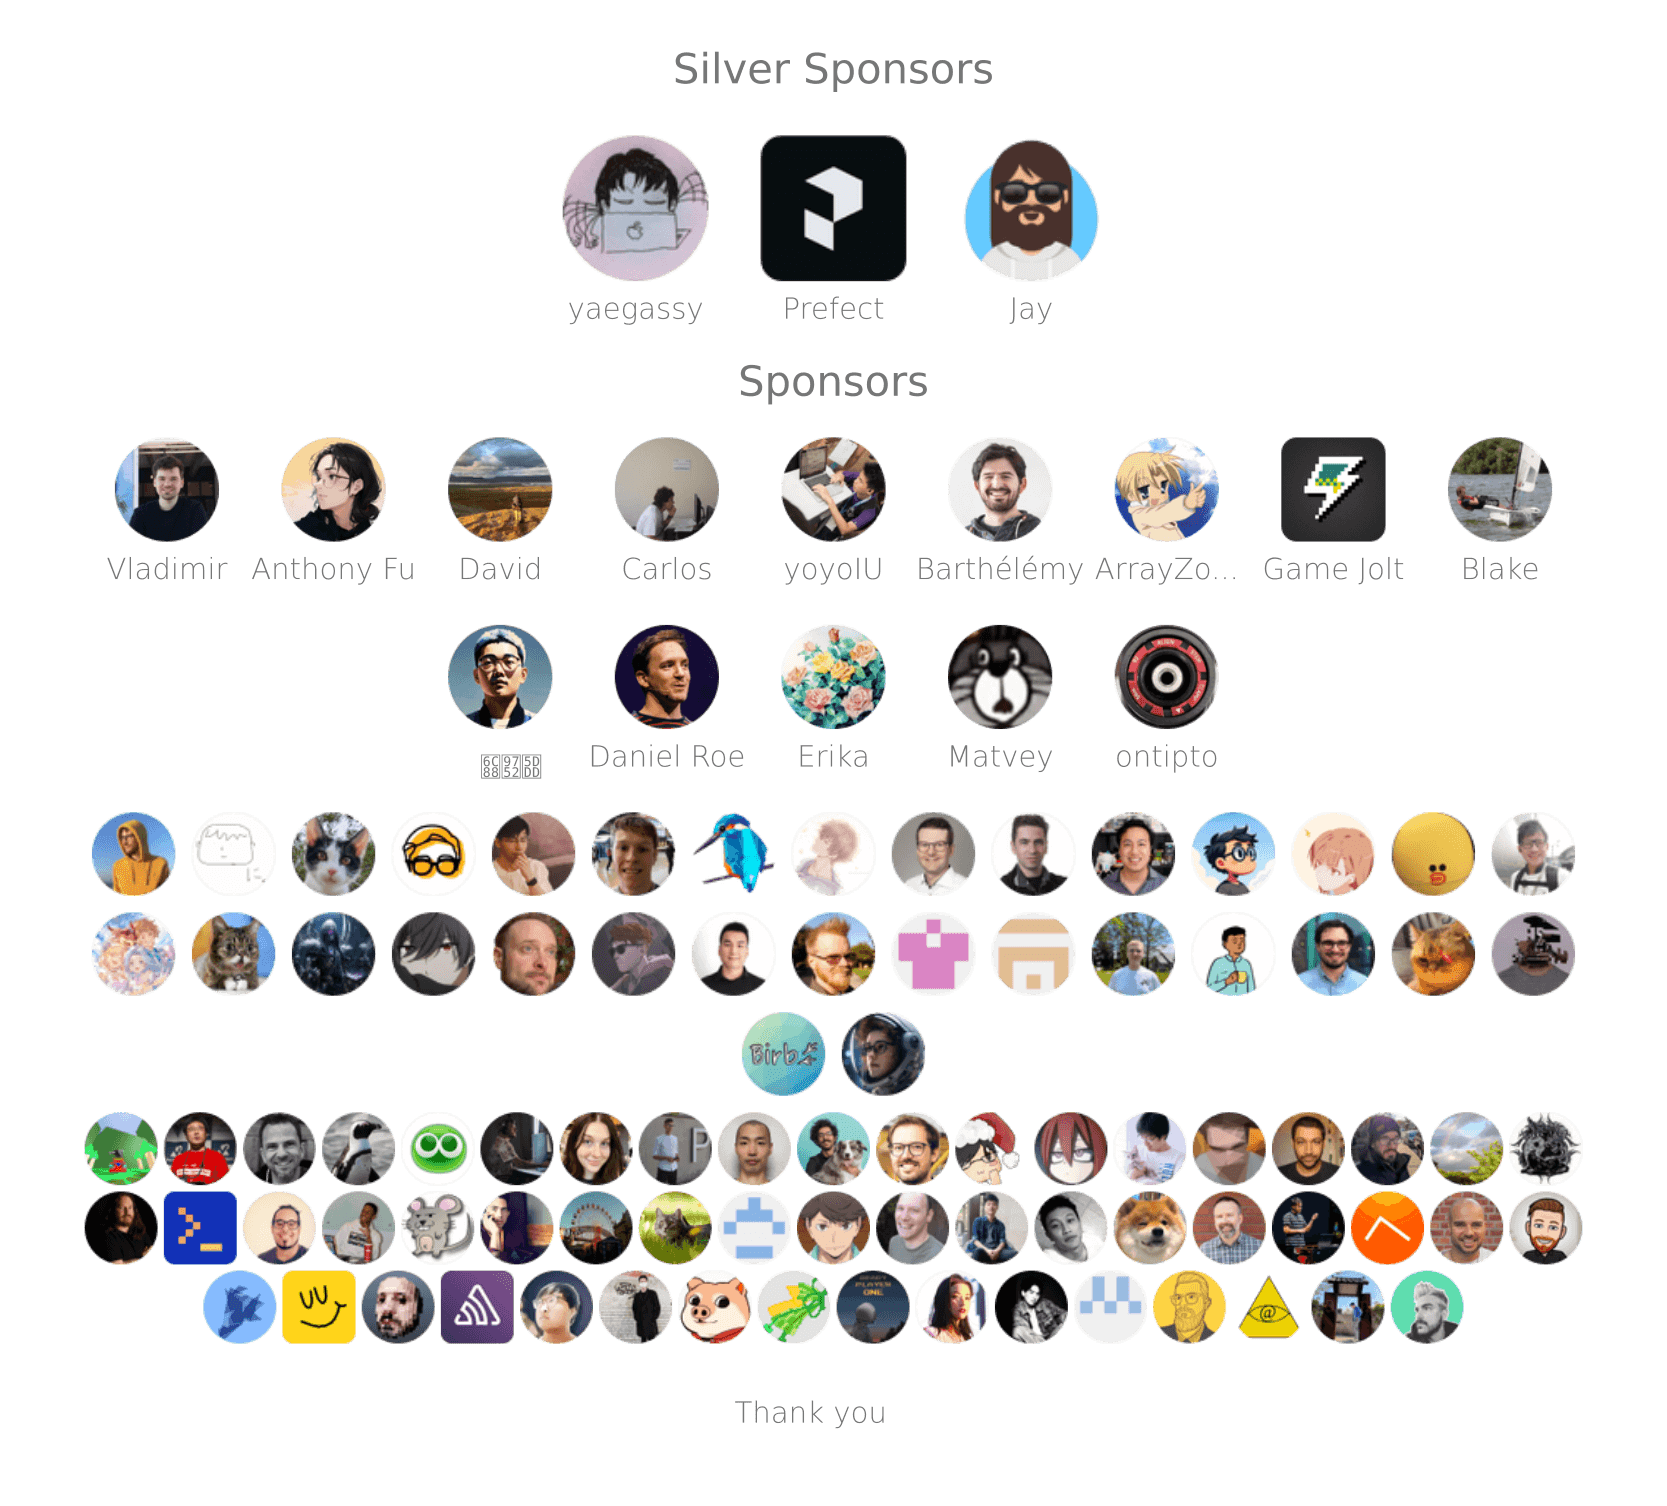 Silver Sponsors
yaegassy Prefect Jay
Sponsors
Vladimir Anthony Fu David Carlos yoyoIU Barthélémy ArrayZo... Game Jolt Blake
Daniel Roe Erika Matvey ontipto
Birb
Thank you